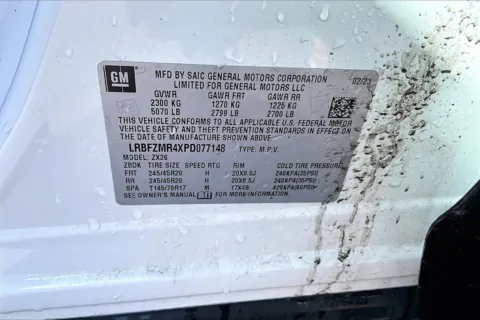 GM
MFD BY SAIC GENERAL MOTORS CORPORATION 02/23
LIMITED FOR GENERAL MOTORS LLC
GVWR GAWR FRT GAWR RR
2300 KG 1270 KG 1225 KG
5070 LB 2799 LB 2700 LB
THIS VEHICLE CONFORMS TO ALL APPLICABLE U.S. FEDERAL MOTOR
VEHICLE SAFETY AND THEFT PREVENTION STANDARDS IN EFFECT ON
THE DATE OF MANUFACTURE SHOWN ABOVE.
LRBFZMR4XPD077148 TYPE: M.P.V.
MODEL: ZX26
ZRDK TIRE SIZE SPEED RTG RIM COLD TIRE PRESSURE
FRT 245/45R20 H 20X8.5J 240KPA(35PSI)
RR 245/45R20 H 20X8.5J 240KPA(35PSI)
SPA T145/70R17 M 17X4B 420KPA(60PSI)
SEE OWNER'S MANUAL FOR MORE INFORMATION